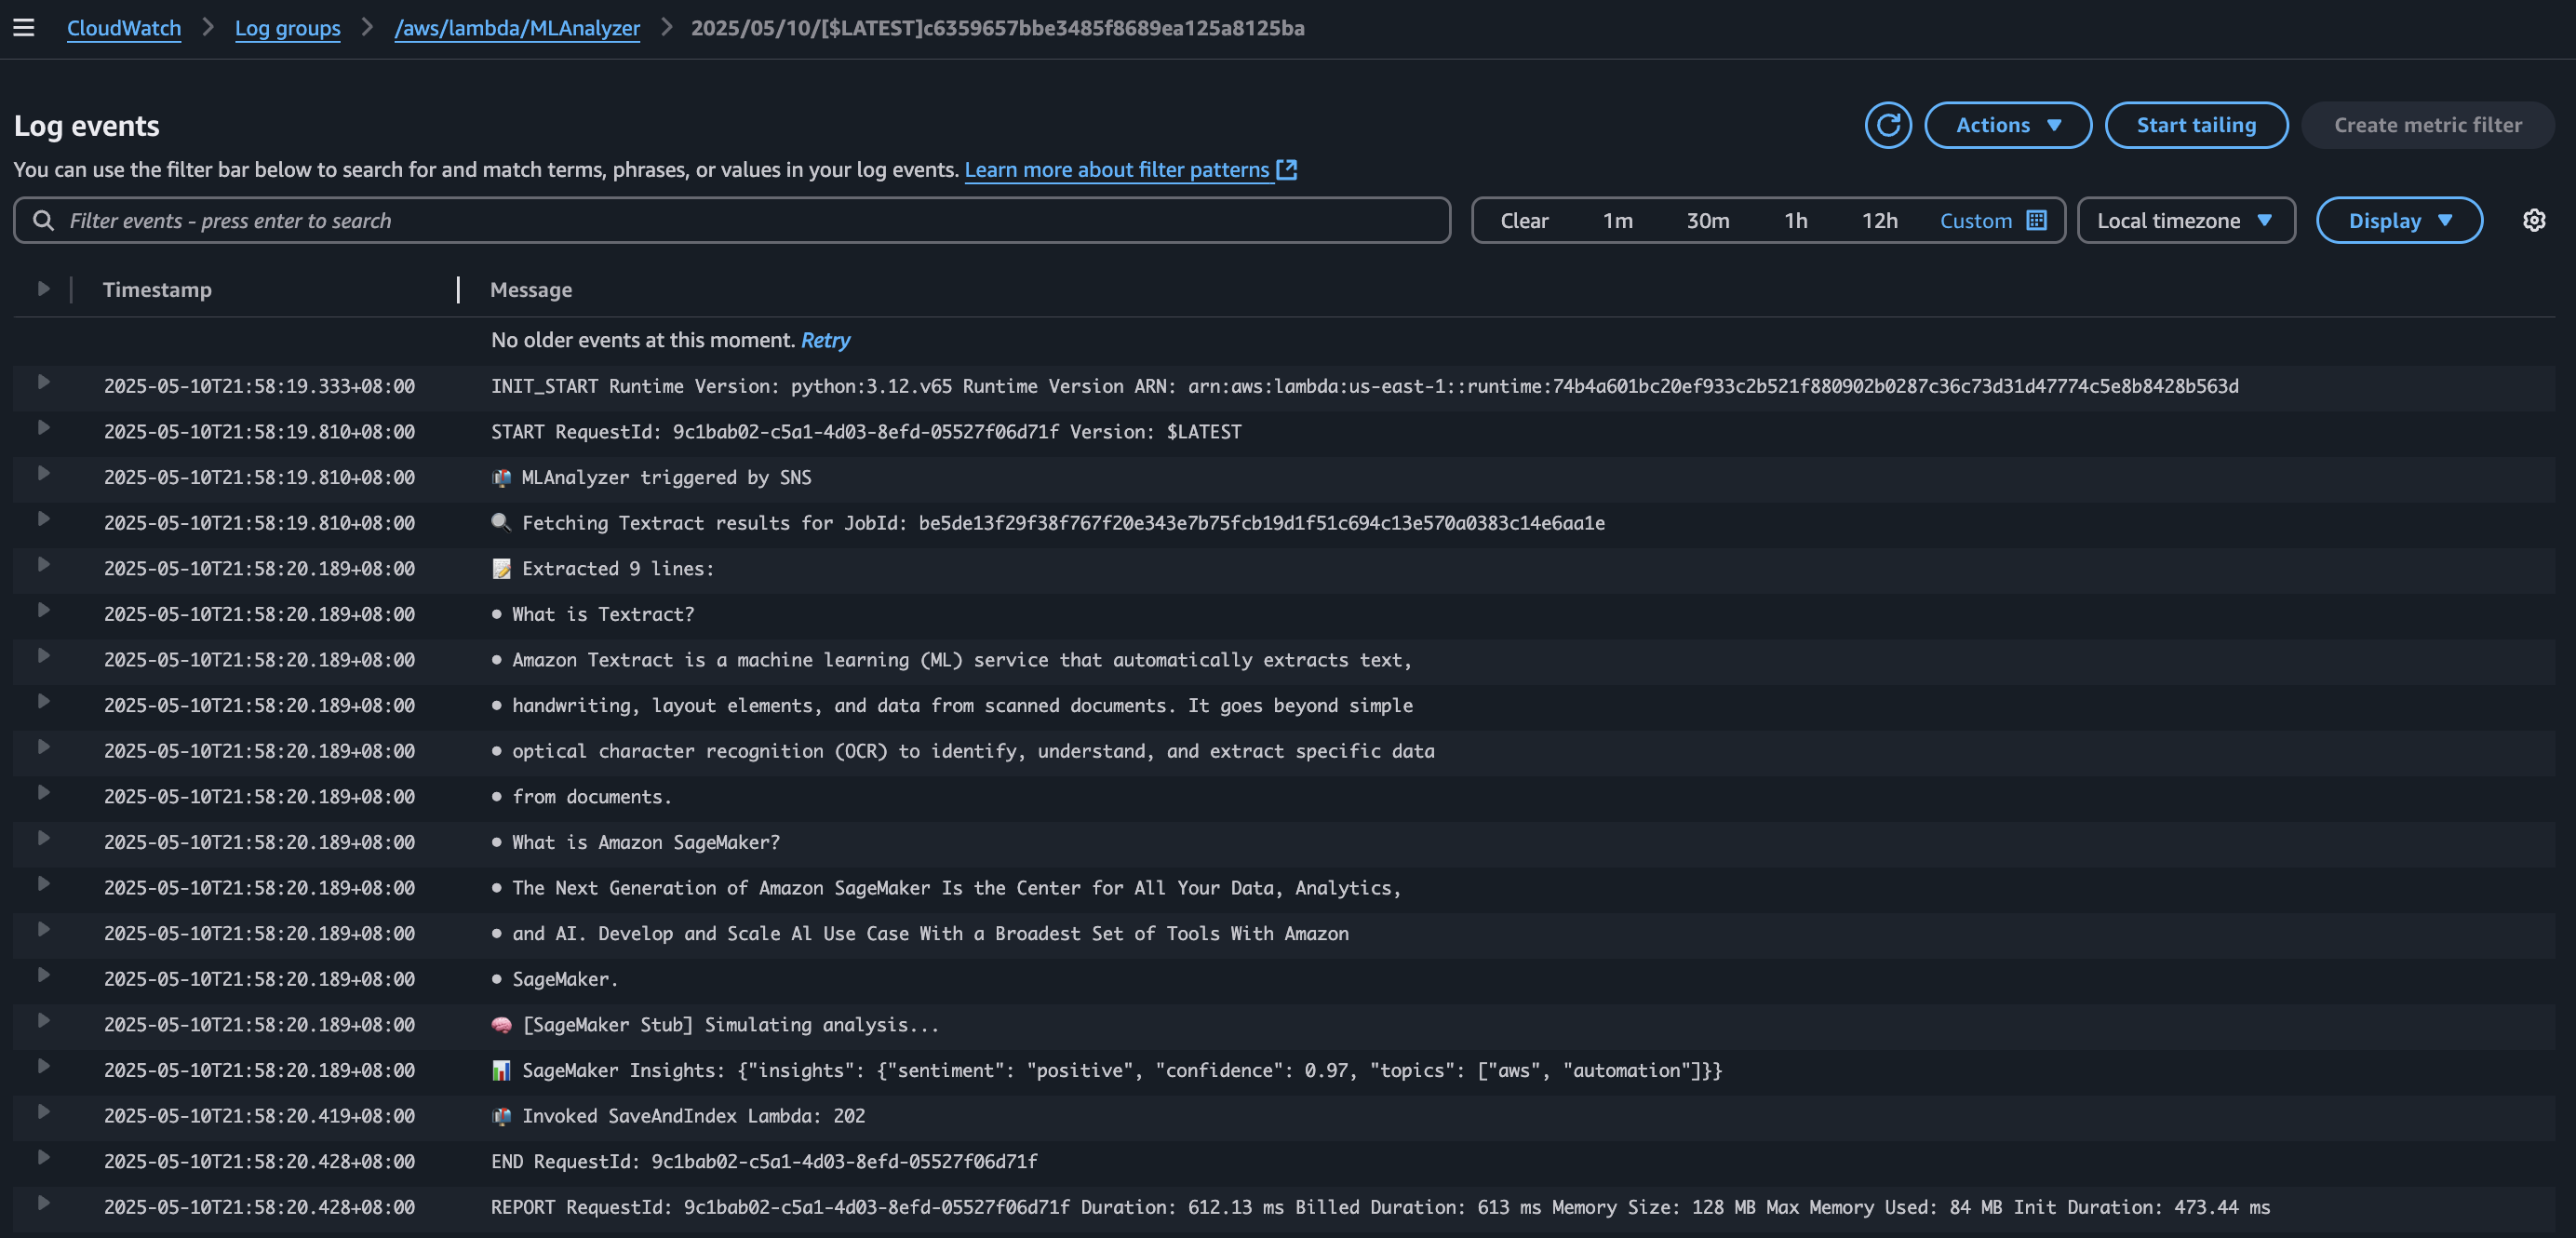 CloudWatch > Log groups > /aws/lambda/MLAnalyzer > 2025/05/10/[$LATEST]c6359657bbe3485f8689ea125a8125ba
Log events
Actions Start tailing Create metric filter
You can use the filter bar below to search for and match terms, phrases, or values in your log events. Learn more about filter patterns
Filter events - press enter to search Clear 1m 30m 1h 12h Custom Local timezone Display
Timestamp Message
No older events at this moment. Retry
2025-05-10T21:58:19.333+08:00 INIT_START Runtime Version: python:3.12.v65 Runtime Version ARN: arn:aws:lambda:us-east-1::runtime:74b4a601bc20ef933c2b521f880902b0287c36c73d31d47774c5e8b8428b563d
2025-05-10T21:58:19.810+08:00 START RequestId: 9c1bab02-c5a1-4d03-8efd-05527f06d71f Version: $LATEST
2025-05-10T21:58:19.810+08:00 📬 MLAnalyzer triggered by SNS
2025-05-10T21:58:19.810+08:00 🔍 Fetching Textract results for JobId: be5de13f29f38f767f20e343e7b75fcb19d1f51c694c13e570a0383c14e6aa1e
2025-05-10T21:58:20.189+08:00 📝 Extracted 9 lines:
2025-05-10T21:58:20.189+08:00 • What is Textract?
2025-05-10T21:58:20.189+08:00 • Amazon Textract is a machine learning (ML) service that automatically extracts text,
2025-05-10T21:58:20.189+08:00 • handwriting, layout elements, and data from scanned documents. It goes beyond simple
2025-05-10T21:58:20.189+08:00 • optical character recognition (OCR) to identify, understand, and extract specific data
2025-05-10T21:58:20.189+08:00 • from documents.
2025-05-10T21:58:20.189+08:00 • What is Amazon SageMaker?
2025-05-10T21:58:20.189+08:00 • The Next Generation of Amazon SageMaker Is the Center for All Your Data, Analytics,
2025-05-10T21:58:20.189+08:00 • and AI. Develop and Scale Al Use Case With a Broadest Set of Tools With Amazon
2025-05-10T21:58:20.189+08:00 • SageMaker.
2025-05-10T21:58:20.189+08:00 🧠 [SageMaker Stub] Simulating analysis...
2025-05-10T21:58:20.189+08:00 📊 SageMaker Insights: {"insights": {"sentiment": "positive", "confidence": 0.97, "topics": ["aws", "automation"]}}
2025-05-10T21:58:20.419+08:00 📬 Invoked SaveAndIndex Lambda: 202
2025-05-10T21:58:20.428+08:00 END RequestId: 9c1bab02-c5a1-4d03-8efd-05527f06d71f
2025-05-10T21:58:20.428+08:00 REPORT RequestId: 9c1bab02-c5a1-4d03-8efd-05527f06d71f Duration: 612.13 ms Billed Duration: 613 ms Memory Size: 128 MB Max Memory Used: 84 MB Init Duration: 473.44 ms